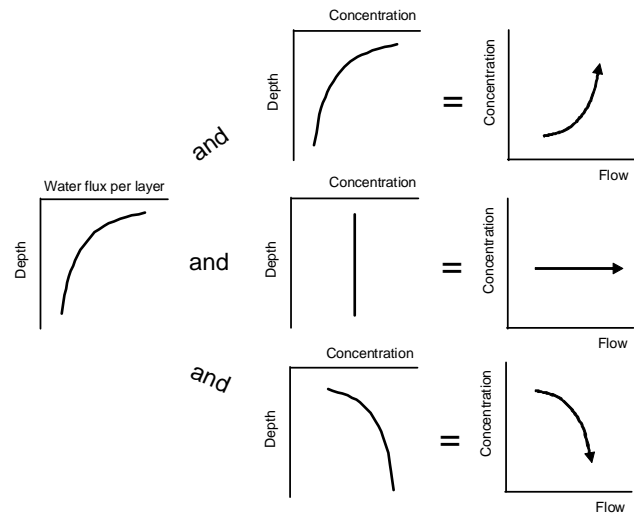 Concentration
Depth
and
=
Concentration
Flow
Water flux per layer
Depth
and
Concentration
Depth
=
Concentration
Flow
and
Concentration
Depth
=
Concentration
Flow